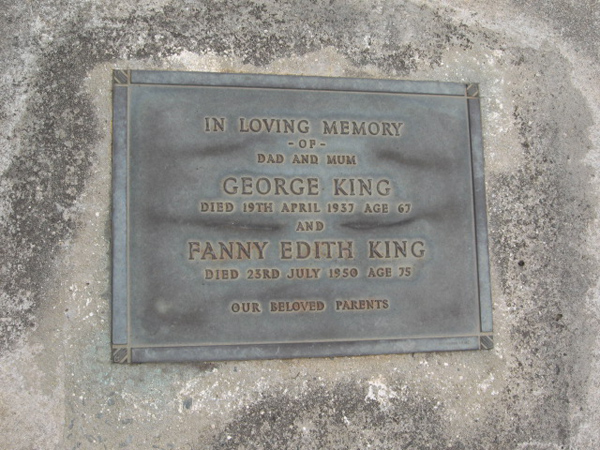 IN LOVING MEMORY
- OF -
DAD AND MUM
GEORGE KING
DIED 19TH APRIL 1937 AGE 67
AND
FANNY EDITH KING
DIED 23RD JULY 1950 AGE 75
OUR BELOVED PARENTS